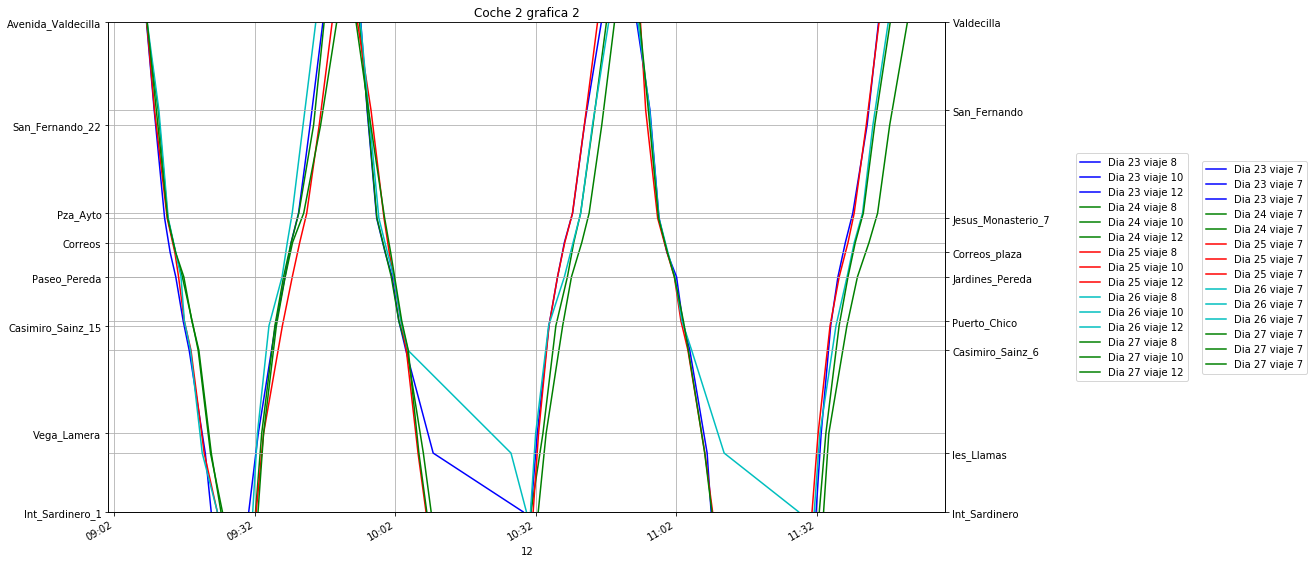 Coche 2 grafica 2
Avenida_Valdecilla
San_Fernando_22
Pza_Ayto
Correos
Paseo_Pereda
Casimiro_Sainz_15
Vega_Lamera
Int_Sardinero_1
Valdecilla
San_Fernando
Jesus_Monasterio_7
Correos_plaza
Jardines_Pereda
Puerto_Chico
Casimiro_Sainz_6
Ies_Llamas
Int_Sardinero
09:02
09:32
10:02
10:32
11:02
11:32
12
Dia 23 viaje 8
Dia 23 viaje 10
Dia 23 viaje 12
Dia 24 viaje 8
Dia 24 viaje 10
Dia 24 viaje 12
Dia 25 viaje 8
Dia 25 viaje 10
Dia 25 viaje 12
Dia 26 viaje 8
Dia 26 viaje 10
Dia 26 viaje 12
Dia 27 viaje 8
Dia 27 viaje 10
Dia 27 viaje 12
Dia 23 viaje 7
Dia 23 viaje 7
Dia 23 viaje 7
Dia 24 viaje 7
Dia 24 viaje 7
Dia 25 viaje 7
Dia 25 viaje 7
Dia 25 viaje 7
Dia 26 viaje 7
Dia 26 viaje 7
Dia 26 viaje 7
Dia 27 viaje 7
Dia 27 viaje 7
Dia 27 viaje 7